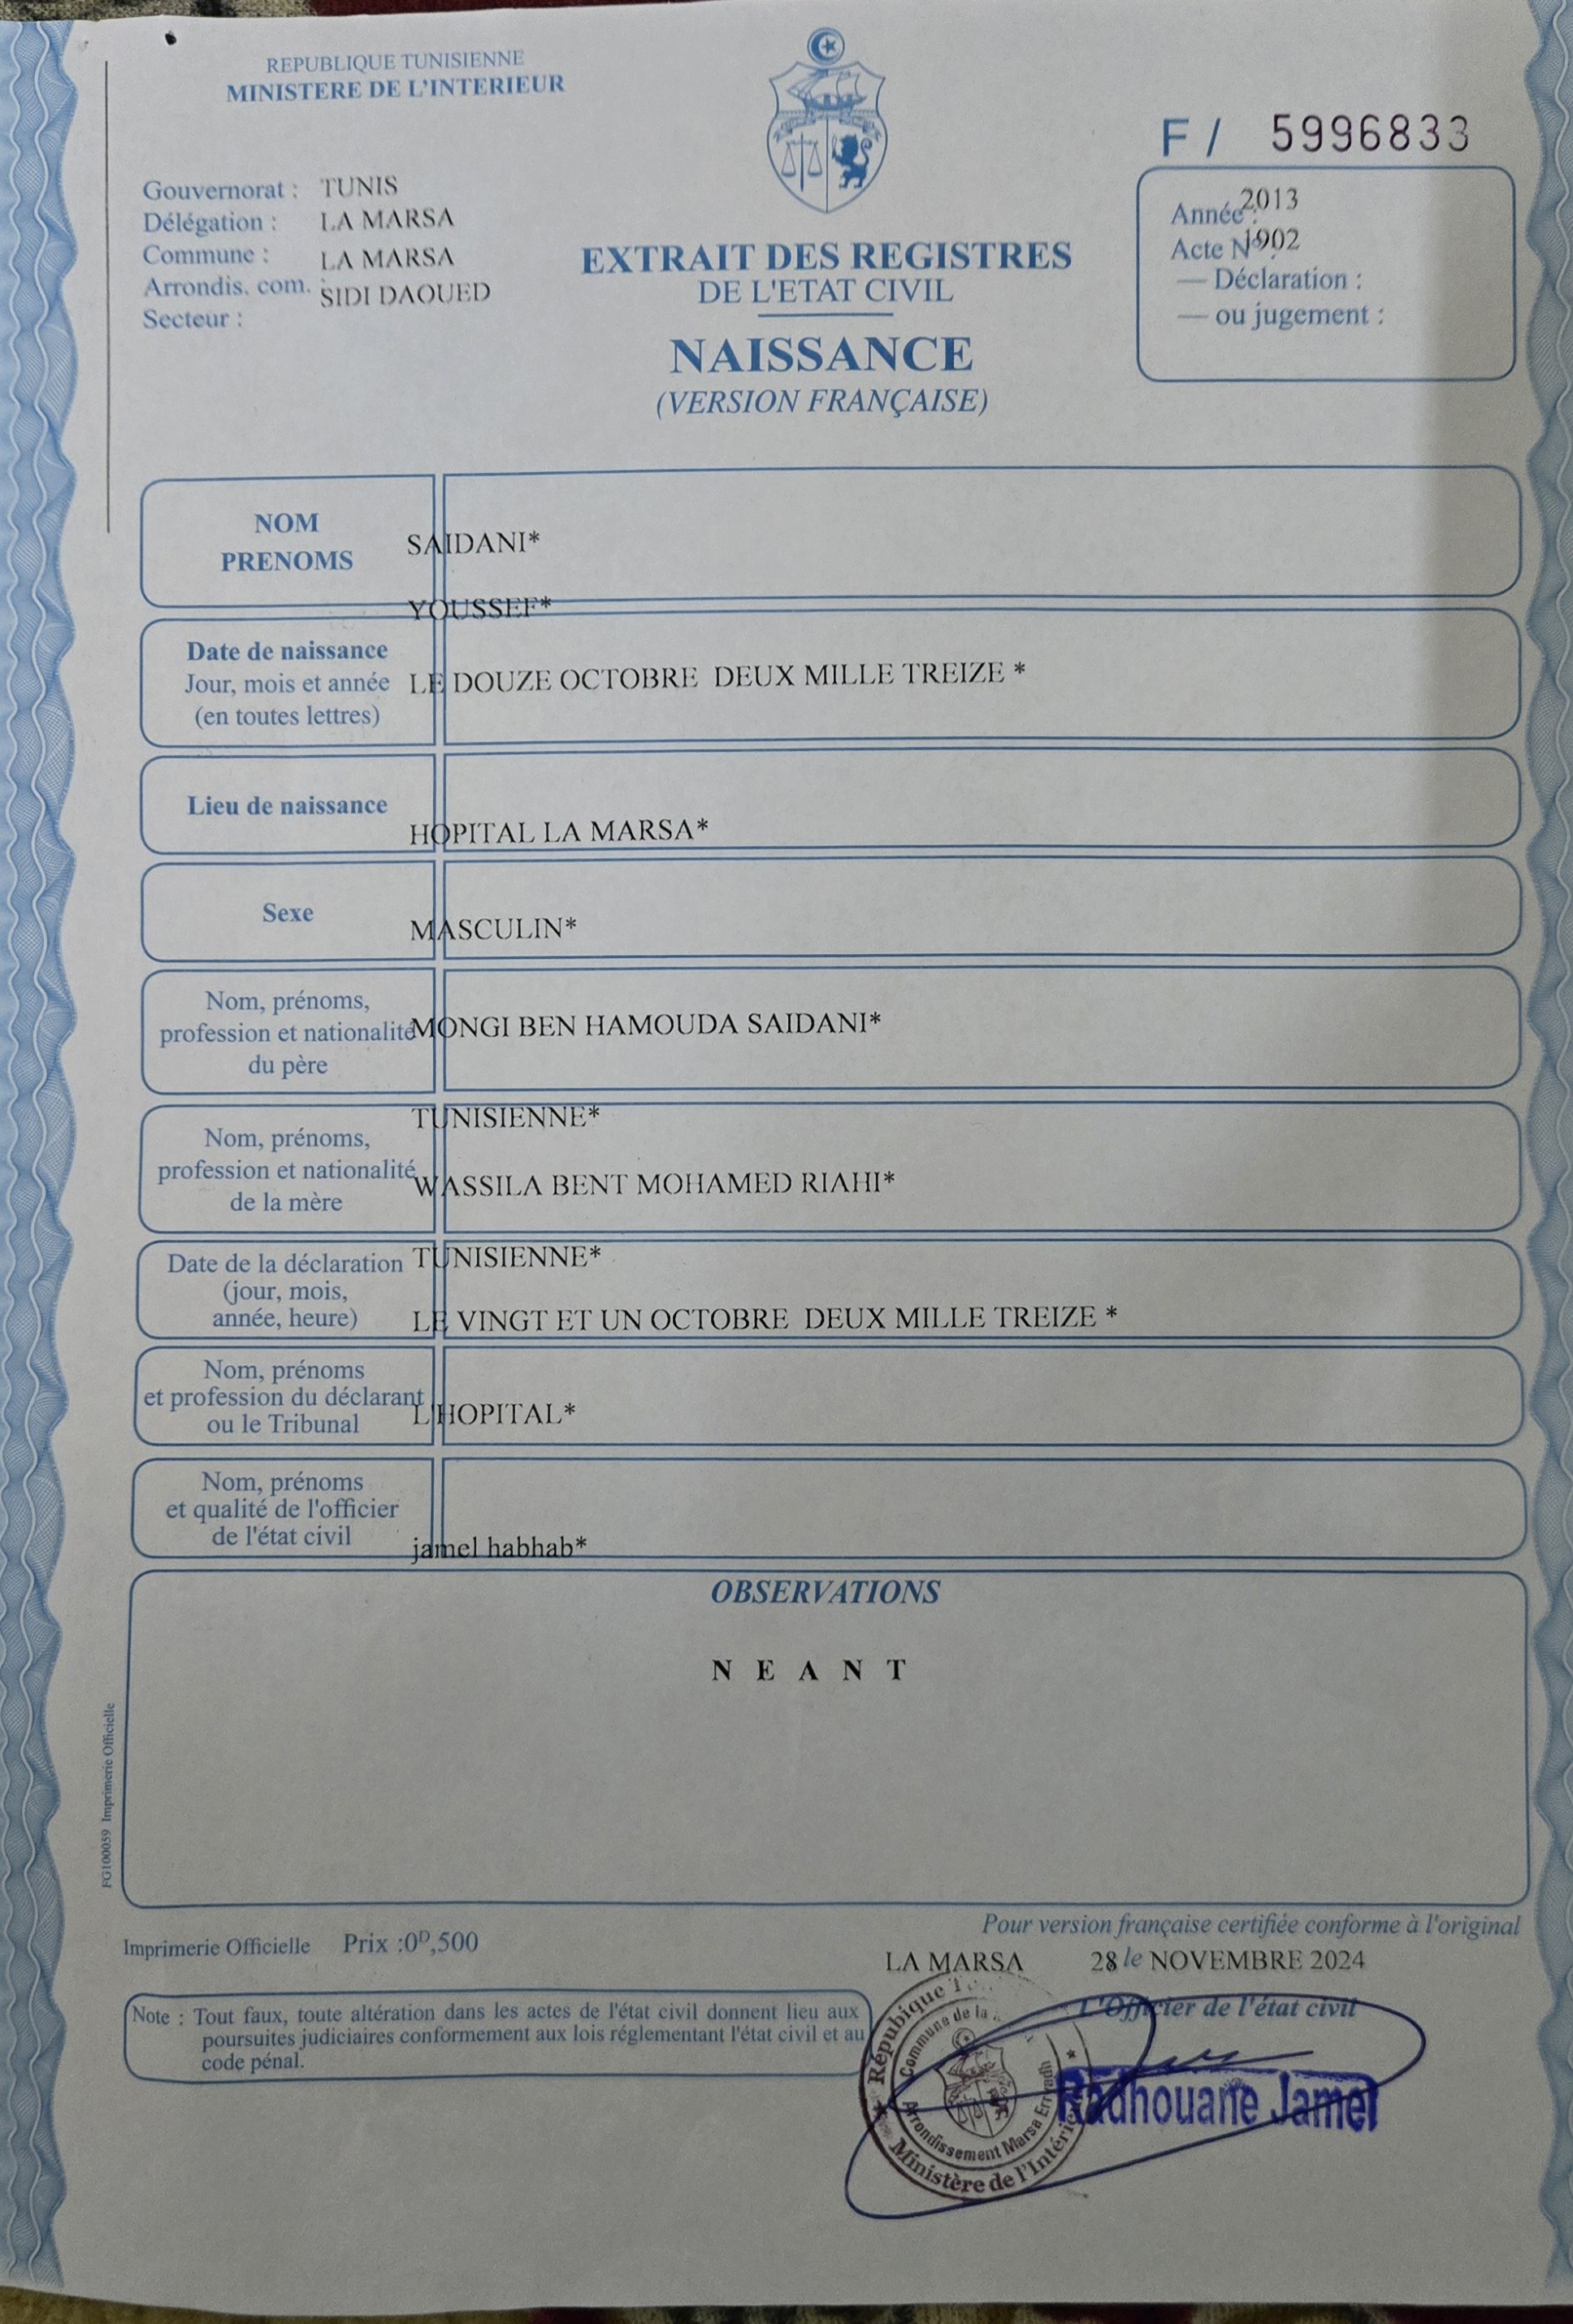 REPUBLIQUE TUNISIENNE
MINISTERE DE L'INTERIEUR
F / 5996833
Gouvernorat : TUNIS
Délégation : LA MARSA
Commune : LA MARSA
Arrondis. com. : SIDI DAOUED
Secteur :
Année : 2013
Acte N° : 1902
— Déclaration :
— ou jugement :
EXTRAIT DES REGISTRES
DE L'ETAT CIVIL
NAISSANCE
(VERSION FRANÇAISE)
NOM
PRENOMS
SAIDANI*
YOUSSEF*
Date de naissance
Jour, mois et année
(en toutes lettres)
LE DOUZE OCTOBRE DEUX MILLE TREIZE *
Lieu de naissance
HOPITAL LA MARSA*
Sexe
MASCULIN*
Nom, prénoms,
profession et nationalité
du père
MONGI BEN HAMOUDA SAIDANI*
TUNISIENNE*
Nom, prénoms,
profession et nationalité
de la mère
WASSILA BENT MOHAMED RIAHI*
TUNISIENNE*
Date de la déclaration
(jour, mois,
année, heure)
LE VINGT ET UN OCTOBRE DEUX MILLE TREIZE *
Nom, prénoms
et profession du déclarant
ou le Tribunal
L'HOPITAL*
Nom, prénoms
et qualité de l'officier
de l'état civil
jamel habhab*
OBSERVATIONS
N E A N T
FG100059 Imprimerie Officielle
Imprimerie Officielle Prix :0ᴰ,500
Pour version française certifiée conforme à l'original
LA MARSA 28 le NOVEMBRE 2024
L'Officier de l'état civil
Note : Tout faux, toute altération dans les actes de l'état civil donnent lieu aux
poursuites judiciaires conformement aux lois réglementant l'état civil et au
code pénal.
République
Commune de la
Arrondissement Marsa Erryadh
Ministère de l'Intérieur
Radhouane Jamel